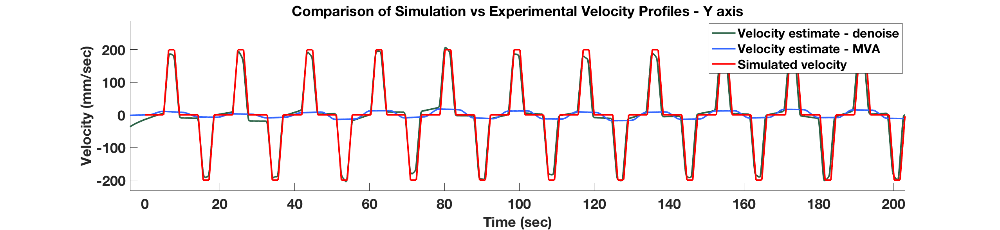 Comparison of Simulation vs Experimental Velocity Profiles - Y axis
Velocity estimate - denoise
Velocity estimate - MVA
Simulated velocity
Velocity (mm/sec)
200
100
0
-100
-200
0 20 40 60 80 100 120 140 160 180 200
Time (sec)